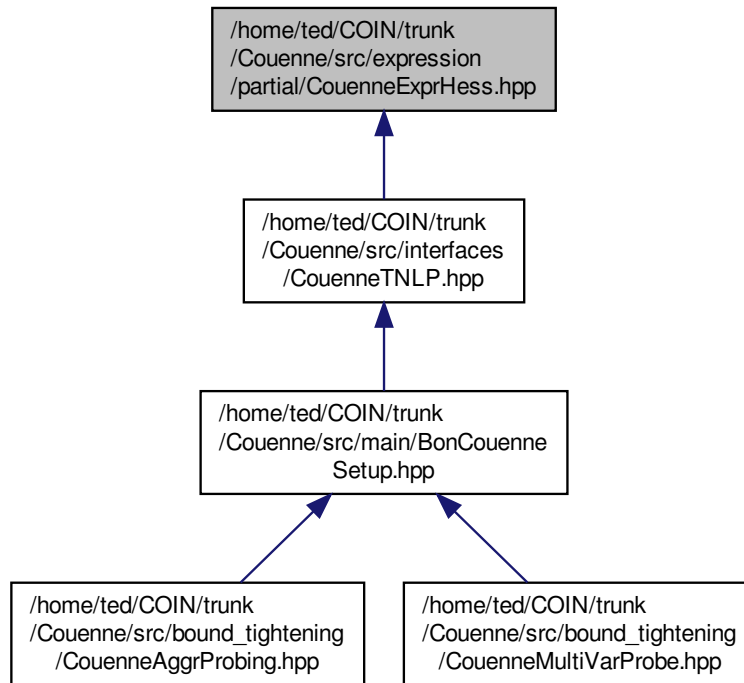 /home/ted/COIN/trunk
/Couenne/src/expression
/partial/CouenneExprHess.hpp
/home/ted/COIN/trunk
/Couenne/src/interfaces
/CouenneTNLP.hpp
/home/ted/COIN/trunk
/Couenne/src/main/BonCouenne
Setup.hpp
/home/ted/COIN/trunk
/Couenne/src/bound_tightening
/CouenneAggrProbing.hpp
/home/ted/COIN/trunk
/Couenne/src/bound_tightening
/CouenneMultiVarProbe.hpp